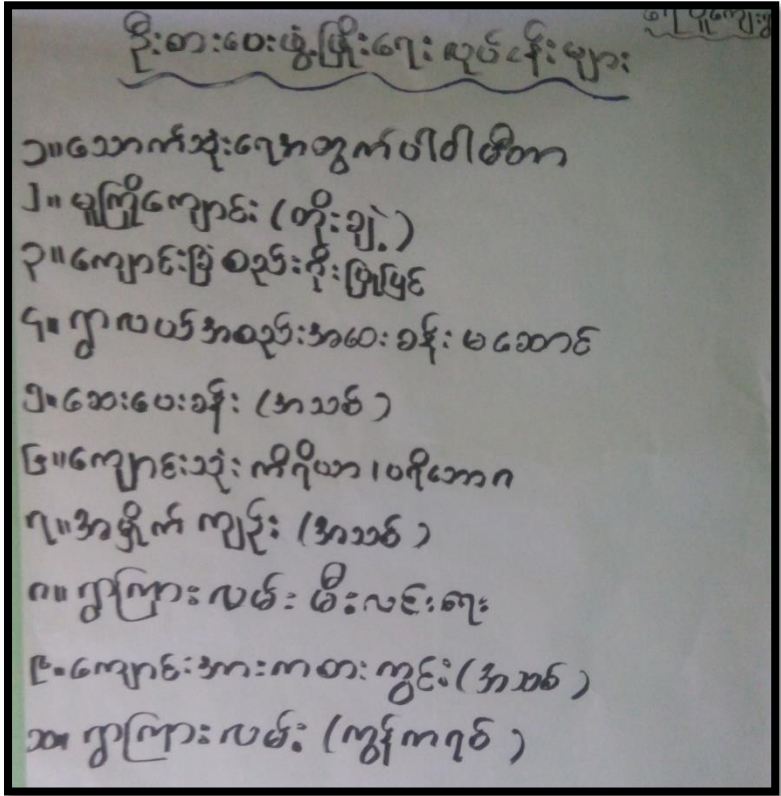 ဦးစားပေးဖွံ့ဖြိုးရေး လုပ်ငန်းများ
၁။ သောက်သုံးရေအတွက်ဝါဝါမီတာ
၂။ မူကြိုကျောင်း (တိုးချဲ့)
၃။ ကျောင်းခြံစည်းရိုးပြုပြင်
၄။ ရွာလယ်အစည်းအဝေးခန်းမဆောင်
၅။ ဆေးပေးခန်း (အသစ်)
၆။ ကျောင်းသုံး ကိရိယာ၊ ပရိဘောဂ
၇။ အမှိုက်ကျင်း (အသစ်)
၈။ ရွာကြားလမ်း မီးလင်းရေး
၉။ ကျောင်းအားကစားကွင်း (အသစ်)
၁၀။ ရွာကြားလမ်း (ကွန်ကရစ်)